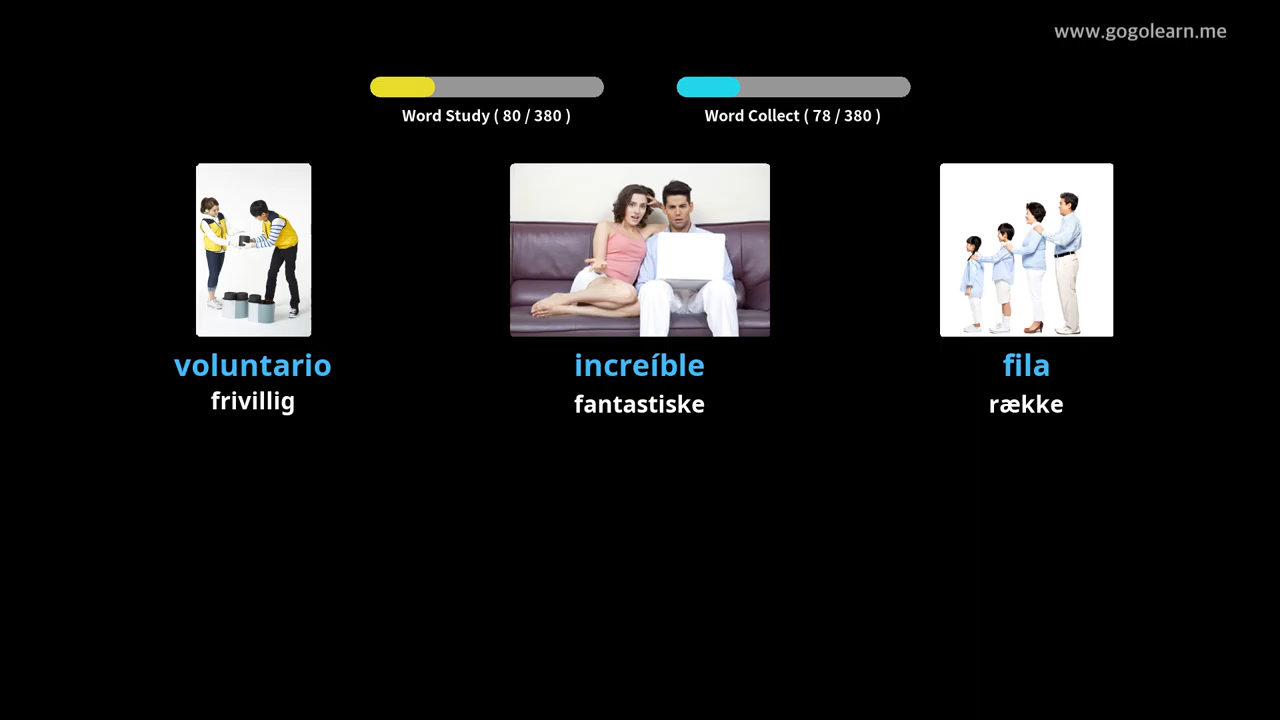 www.gogolearn.me
Word Study ( 80 / 380 )
Word Collect ( 78 / 380 )
voluntario
frivillig
increíble
fantastiske
fila
række